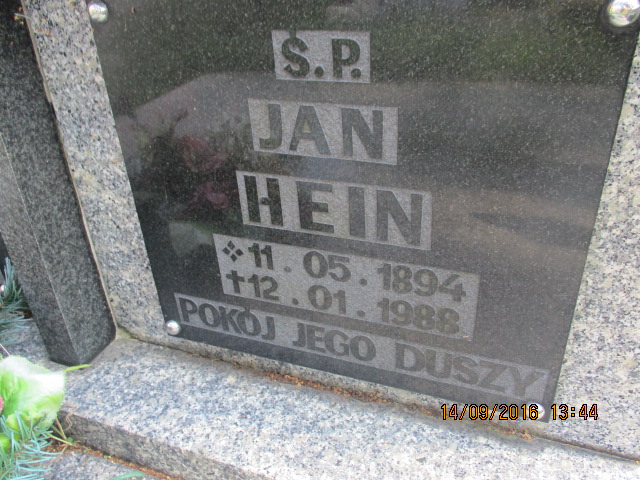 Ś.P.
JAN
HEIN
❖ 11.05.1894
✝ 12.01.1988
POKÓJ JEGO DUSZY
14/09/2016 13:44